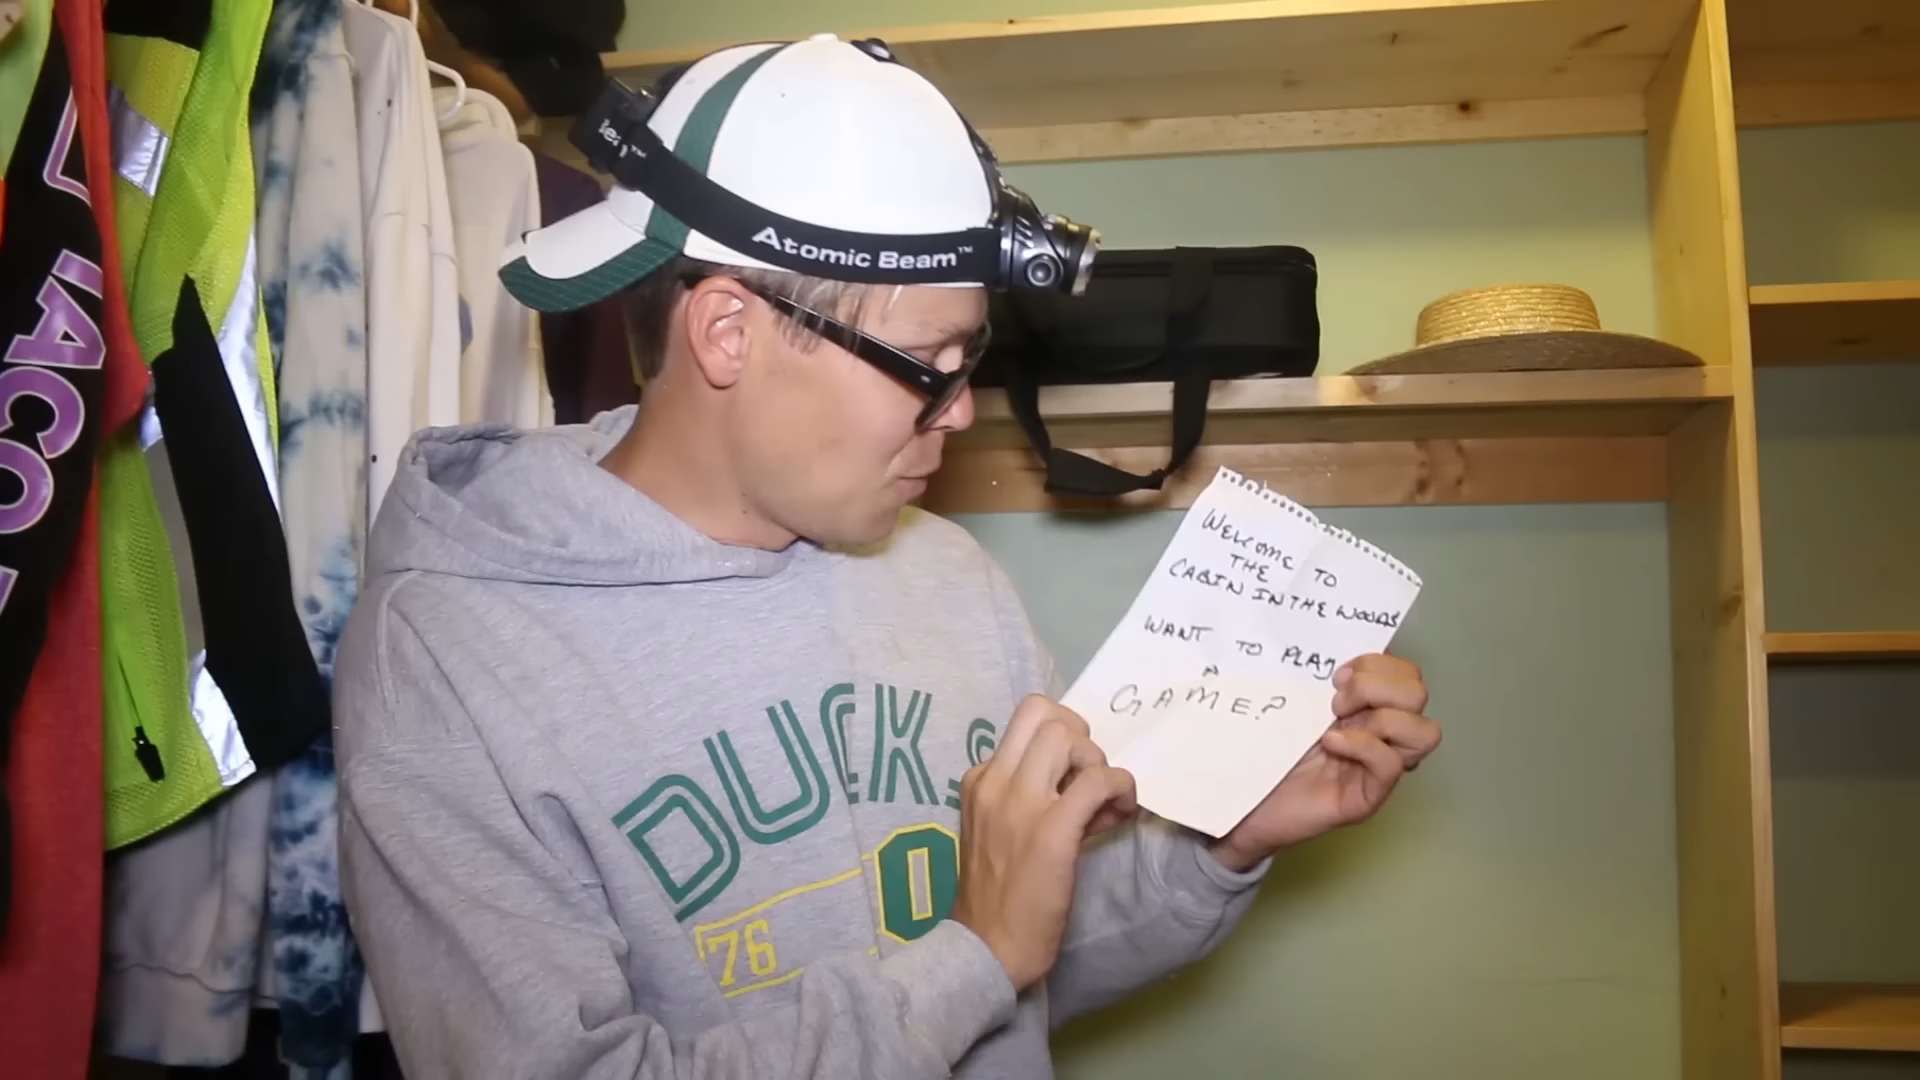 Atomic Beam™
WELCOME TO
THE
CABIN IN THE WOODS
WANT TO PLAY
A
GAME?
DUCKS
O
76